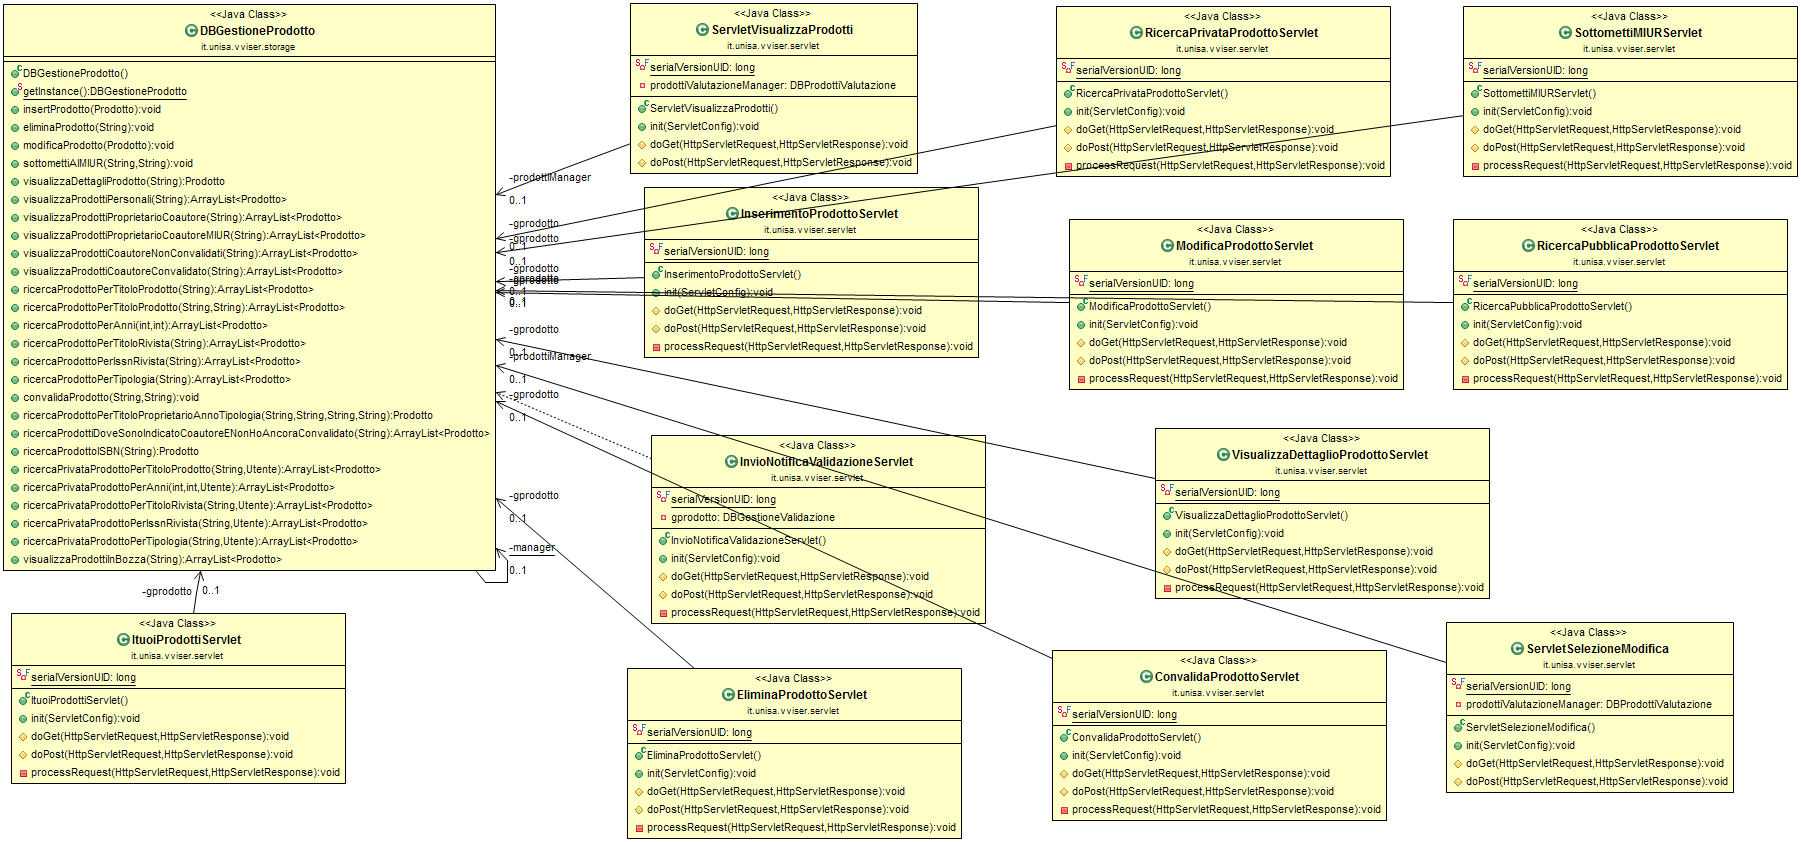 <<Java Class>>
DBGestioneProdotto
it.unisa.vviser.storage
DBGestioneProdotto()
getInstance():DBGestioneProdotto
insertProdotto(Prodotto):void
eliminaProdotto(String):void
modificaProdotto(Prodotto):void
sottomettiAlMIUR(String,String):void
visualizzaDettagliProdotto(String):Prodotto
visualizzaProdottiPersonali(String):ArrayList<Prodotto>
visualizzaProdottiProprietarioCoautore(String):ArrayList<Prodotto>
visualizzaProdottiProprietarioCoautoreMIUR(String):ArrayList<Prodotto>
visualizzaProdottiCoautoreNonConvalidati(String):ArrayList<Prodotto>
visualizzaProdottiCoautoreConvalidato(String):ArrayList<Prodotto>
ricercaProdottoPerTitoloProdotto(String):ArrayList<Prodotto>
ricercaProdottoPerTitoloProdotto(String,String):ArrayList<Prodotto>
ricercaProdottoPerAnni(int,int):ArrayList<Prodotto>
ricercaProdottoPerTitoloRivista(String):ArrayList<Prodotto>
ricercaProdottoPerIssnRivista(String):ArrayList<Prodotto>
ricercaProdottoPerTipologia(String):ArrayList<Prodotto>
convalidaProdotto(String,String):void
ricercaProdottoPerTitoloProprietarioAnnoTipologia(String,String,String,String):Prodotto
ricercaProdottiDoveSonoIndicatoCoautoreENonHoAncoraConvalidato(String):ArrayList<Prodotto>
ricercaProdottoISBN(String):Prodotto
ricercaPrivataProdottoPerTitoloProdotto(String,Utente):ArrayList<Prodotto>
ricercaPrivataProdottoPerAnni(int,int,Utente):ArrayList<Prodotto>
ricercaPrivataProdottoPerTitoloRivista(String,Utente):ArrayList<Prodotto>
ricercaPrivataProdottoPerIssnRivista(String,Utente):ArrayList<Prodotto>
ricercaPrivataProdottoPerTipologia(String,Utente):ArrayList<Prodotto>
visualizzaProdottiInBozza(String):ArrayList<Prodotto>
<<Java Class>>
ServletVisualizzaProdotti
it.unisa.vviser.servlet
serialVersionUID: long
prodottiValutazioneManager: DBProdottiValutazione
ServletVisualizzaProdotti()
init(ServletConfig):void
doGet(HttpServletRequest,HttpServletResponse):void
doPost(HttpServletRequest,HttpServletResponse):void
<<Java Class>>
RicercaPrivataProdottoServlet
it.unisa.vviser.servlet
serialVersionUID: long
RicercaPrivataProdottoServlet()
init(ServletConfig):void
doGet(HttpServletRequest,HttpServletResponse):void
doPost(HttpServletRequest,HttpServletResponse):void
processRequest(HttpServletRequest,HttpServletResponse):void
<<Java Class>>
SottomettiMIURServlet
it.unisa.vviser.servlet
serialVersionUID: long
SottomettiMIURServlet()
init(ServletConfig):void
doGet(HttpServletRequest,HttpServletResponse):void
doPost(HttpServletRequest,HttpServletResponse):void
processRequest(HttpServletRequest,HttpServletResponse):void
-prodottiManager
0..1
-gprodotto
-gprodotto
0..1
0..1
-gprodotto
-gprodotto
0..1
0..1
-gprodotto
0..1
-prodottiManager
0..1
-gprodotto
0..1
-gprodotto
0..1
-manager
0..1
-gprodotto
0..1
<<Java Class>>
InserimentoProdottoServlet
it.unisa.vviser.servlet
serialVersionUID: long
InserimentoProdottoServlet()
init(ServletConfig):void
doGet(HttpServletRequest,HttpServletResponse):void
doPost(HttpServletRequest,HttpServletResponse):void
processRequest(HttpServletRequest,HttpServletResponse):void
<<Java Class>>
ModificaProdottoServlet
it.unisa.vviser.servlet
serialVersionUID: long
ModificaProdottoServlet()
init(ServletConfig):void
doGet(HttpServletRequest,HttpServletResponse):void
doPost(HttpServletRequest,HttpServletResponse):void
processRequest(HttpServletRequest,HttpServletResponse):void
<<Java Class>>
RicercaPubblicaProdottoServlet
it.unisa.vviser.servlet
serialVersionUID: long
RicercaPubblicaProdottoServlet()
init(ServletConfig):void
doGet(HttpServletRequest,HttpServletResponse):void
doPost(HttpServletRequest,HttpServletResponse):void
processRequest(HttpServletRequest,HttpServletResponse):void
<<Java Class>>
InvioNotificaValidazioneServlet
it.unisa.vviser.servlet
serialVersionUID: long
gprodotto: DBGestioneValidazione
InvioNotificaValidazioneServlet()
init(ServletConfig):void
doGet(HttpServletRequest,HttpServletResponse):void
doPost(HttpServletRequest,HttpServletResponse):void
processRequest(HttpServletRequest,HttpServletResponse):void
<<Java Class>>
VisualizzaDettaglioProdottoServlet
it.unisa.vviser.servlet
serialVersionUID: long
VisualizzaDettaglioProdottoServlet()
init(ServletConfig):void
doGet(HttpServletRequest,HttpServletResponse):void
doPost(HttpServletRequest,HttpServletResponse):void
processRequest(HttpServletRequest,HttpServletResponse):void
<<Java Class>>
ItuoiProdottiServlet
it.unisa.vviser.servlet
serialVersionUID: long
ItuoiProdottiServlet()
init(ServletConfig):void
doGet(HttpServletRequest,HttpServletResponse):void
doPost(HttpServletRequest,HttpServletResponse):void
processRequest(HttpServletRequest,HttpServletResponse):void
<<Java Class>>
EliminaProdottoServlet
it.unisa.vviser.servlet
serialVersionUID: long
EliminaProdottoServlet()
init(ServletConfig):void
doGet(HttpServletRequest,HttpServletResponse):void
doPost(HttpServletRequest,HttpServletResponse):void
processRequest(HttpServletRequest,HttpServletResponse):void
<<Java Class>>
ConvalidaProdottoServlet
it.unisa.vviser.servlet
serialVersionUID: long
ConvalidaProdottoServlet()
init(ServletConfig):void
doGet(HttpServletRequest,HttpServletResponse):void
doPost(HttpServletRequest,HttpServletResponse):void
processRequest(HttpServletRequest,HttpServletResponse):void
<<Java Class>>
ServletSelezioneModifica
it.unisa.vviser.servlet
serialVersionUID: long
prodottiValutazioneManager: DBProdottiValutazione
ServletSelezioneModifica()
init(ServletConfig):void
doGet(HttpServletRequest,HttpServletResponse):void
doPost(HttpServletRequest,HttpServletResponse):void